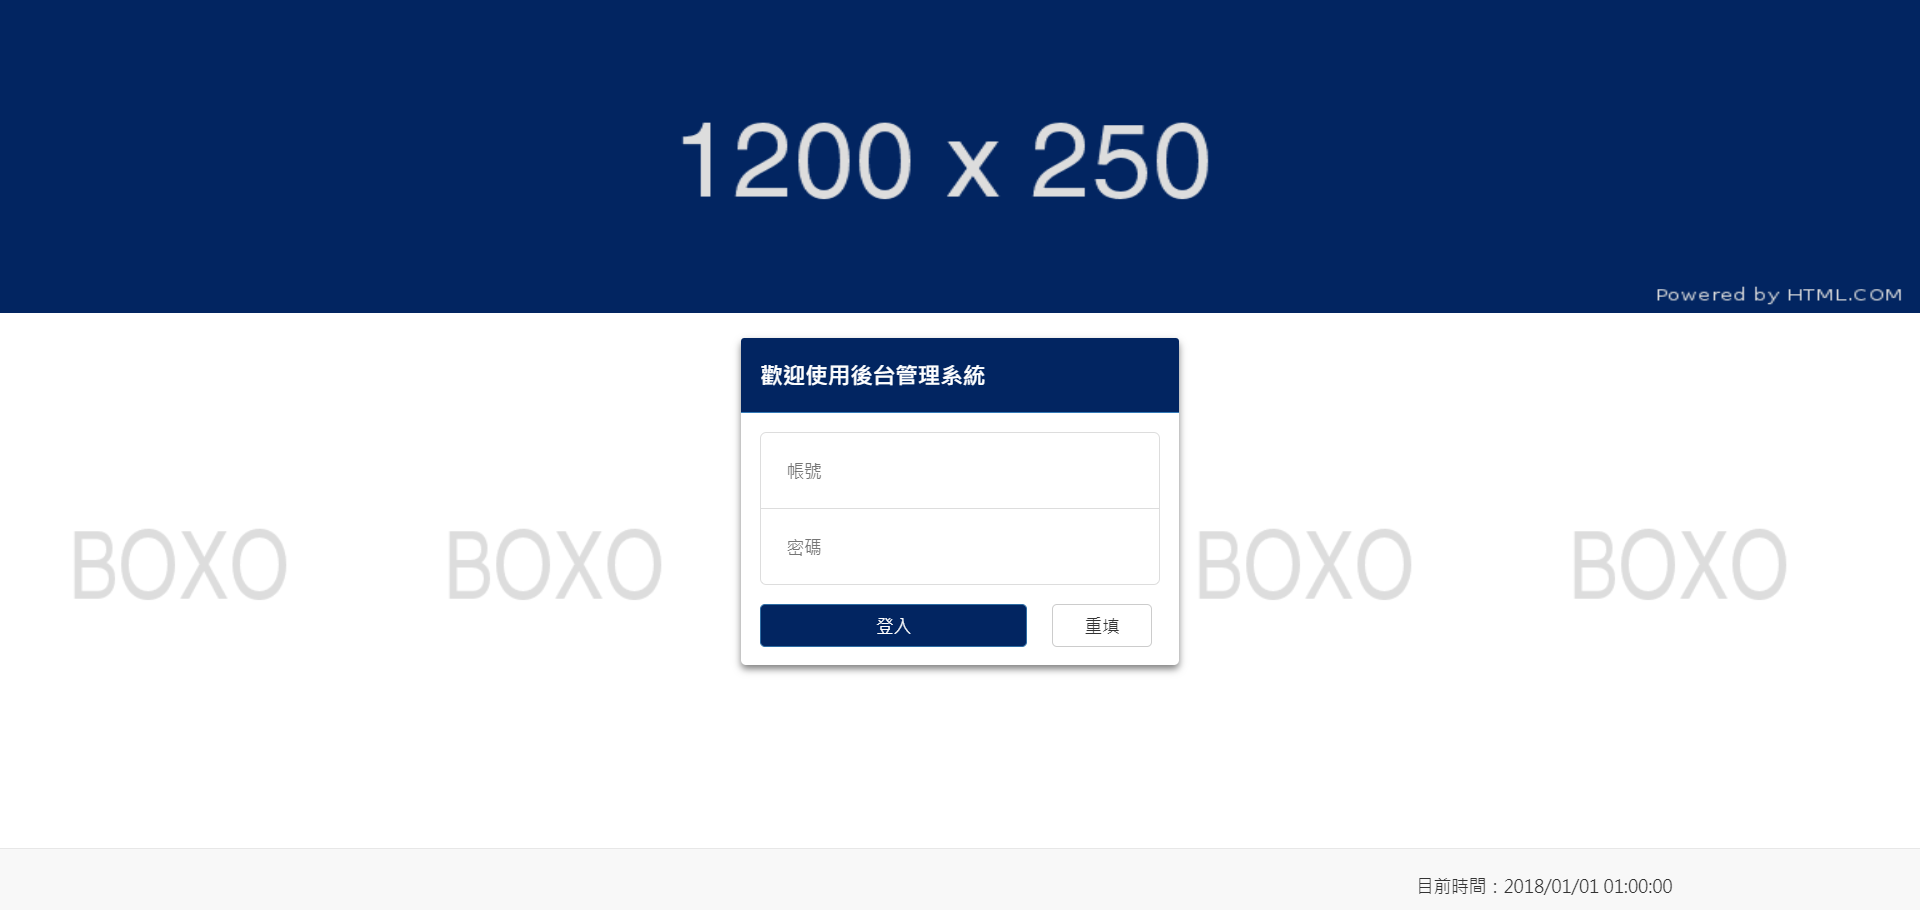 1200 x 250
Powered by HTML.COM
歡迎使用後台管理系統
帳號
BOXO BOXO BOXO BOXO
密碼
登入 重填
目前時間：2018/01/01 01:00:00